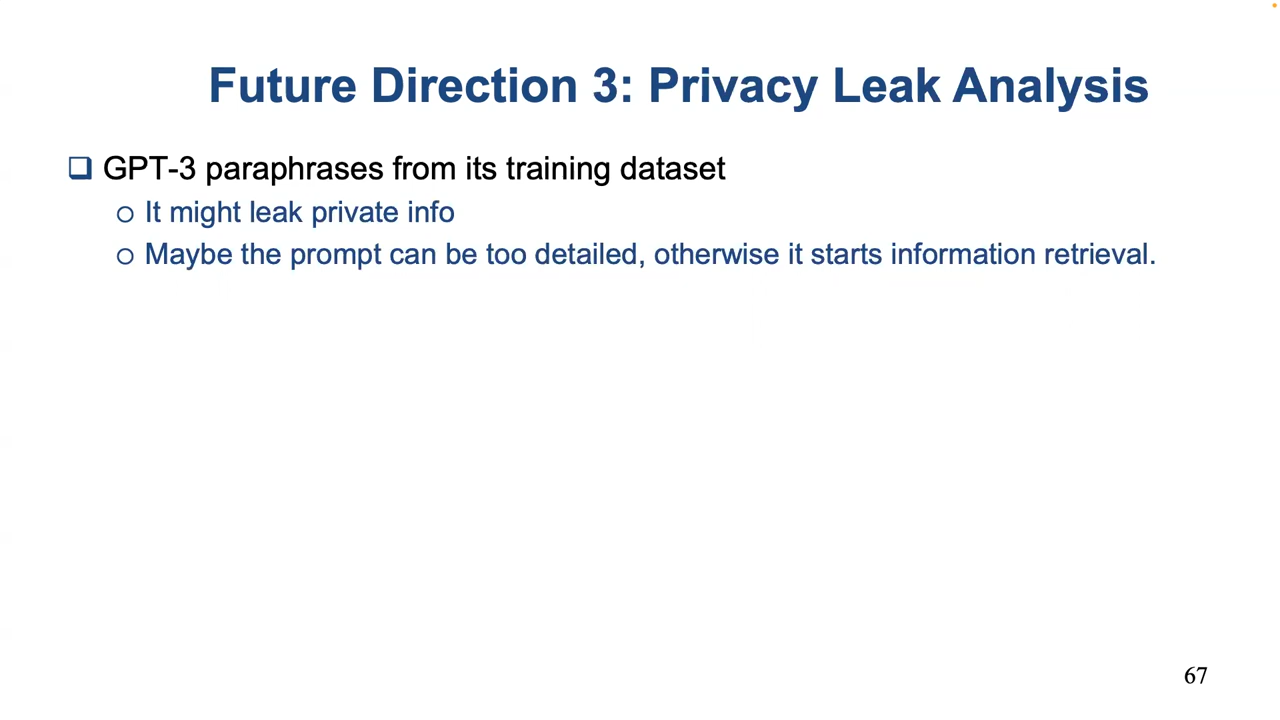 Future Direction 3: Privacy Leak Analysis
GPT-3 paraphrases from its training dataset
It might leak private info
Maybe the prompt can be too detailed, otherwise it starts information retrieval.
67